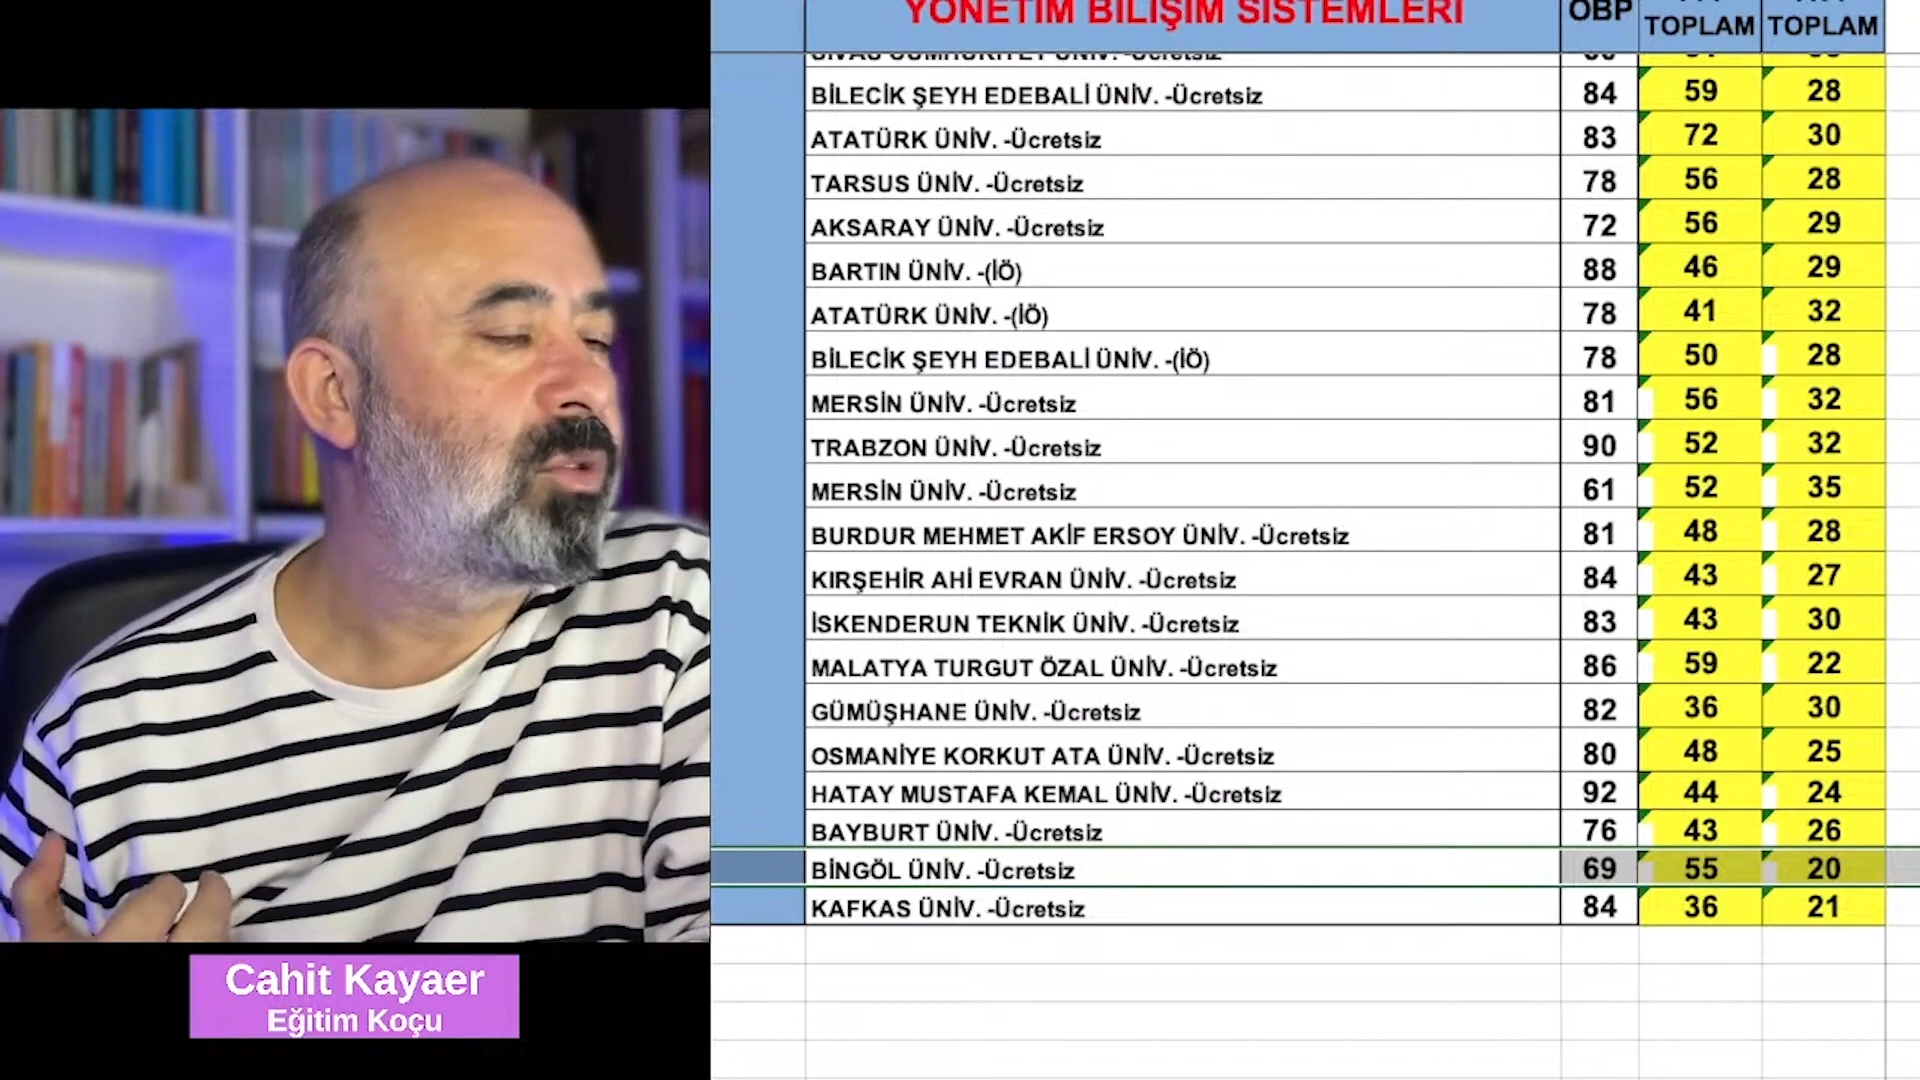 YÖNETİM BİLİŞİM SİSTEMLERİ OBP TOPLAM TOPLAM
SİVAS CUMHURİYET ÜNİV. -Ücretsiz
BİLECİK ŞEYH EDEBALİ ÜNİV. -Ücretsiz 84 59 28
ATATÜRK ÜNİV. -Ücretsiz 83 72 30
TARSUS ÜNİV. -Ücretsiz 78 56 28
AKSARAY ÜNİV. -Ücretsiz 72 56 29
BARTIN ÜNİV. -(İÖ) 88 46 29
ATATÜRK ÜNİV. -(İÖ) 78 41 32
BİLECİK ŞEYH EDEBALİ ÜNİV. -(İÖ) 78 50 28
MERSİN ÜNİV. -Ücretsiz 81 56 32
TRABZON ÜNİV. -Ücretsiz 90 52 32
MERSİN ÜNİV. -Ücretsiz 61 52 35
BURDUR MEHMET AKİF ERSOY ÜNİV. -Ücretsiz 81 48 28
KIRŞEHİR AHİ EVRAN ÜNİV. -Ücretsiz 84 43 27
İSKENDERUN TEKNİK ÜNİV. -Ücretsiz 83 43 30
MALATYA TURGUT ÖZAL ÜNİV. -Ücretsiz 86 59 22
GÜMÜŞHANE ÜNİV. -Ücretsiz 82 36 30
OSMANİYE KORKUT ATA ÜNİV. -Ücretsiz 80 48 25
HATAY MUSTAFA KEMAL ÜNİV. -Ücretsiz 92 44 24
BAYBURT ÜNİV. -Ücretsiz 76 43 26
BİNGÖL ÜNİV. -Ücretsiz 69 55 20
KAFKAS ÜNİV. -Ücretsiz 84 36 21
Cahit Kayaer
Eğitim Koçu